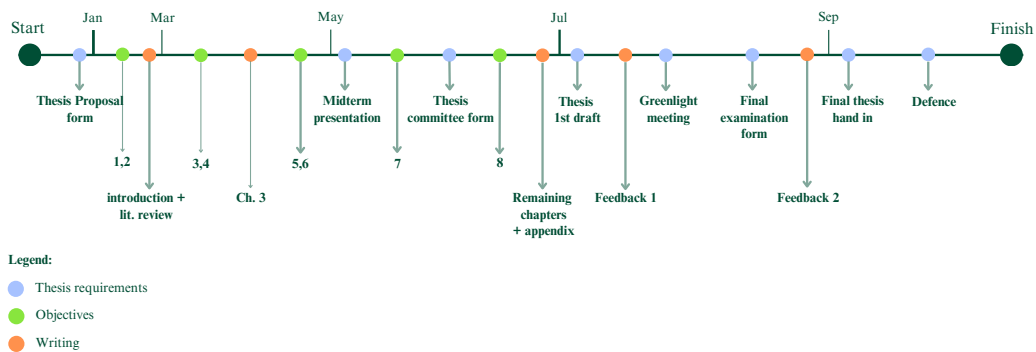 Start
Jan
Mar
May
Jul
Sep
Finish
Thesis Proposal
form
Midterm
presentation
Thesis
committee form
Thesis
1st draft
Greenlight
meeting
Final
examination
form
Final thesis
hand in
Defence
1,2
3,4
5,6
7
8
introduction +
lit. review
Ch. 3
Remaining
chapters
+ appendix
Feedback 1
Feedback 2
Legend:
Thesis requirements
Objectives
Writing